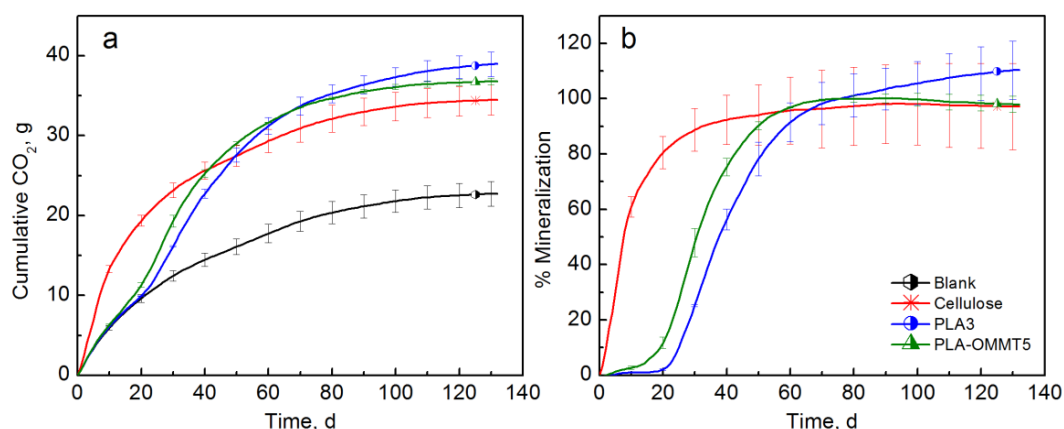 a
Cumulative CO₂, g
40
30
20
10
0
0 20 40 60 80 100 120 140
Time, d
b
% Mineralization
120
100
80
60
40
20
0
0 20 40 60 80 100 120 140
Time, d
Blank
Cellulose
PLA3
PLA-OMMT5